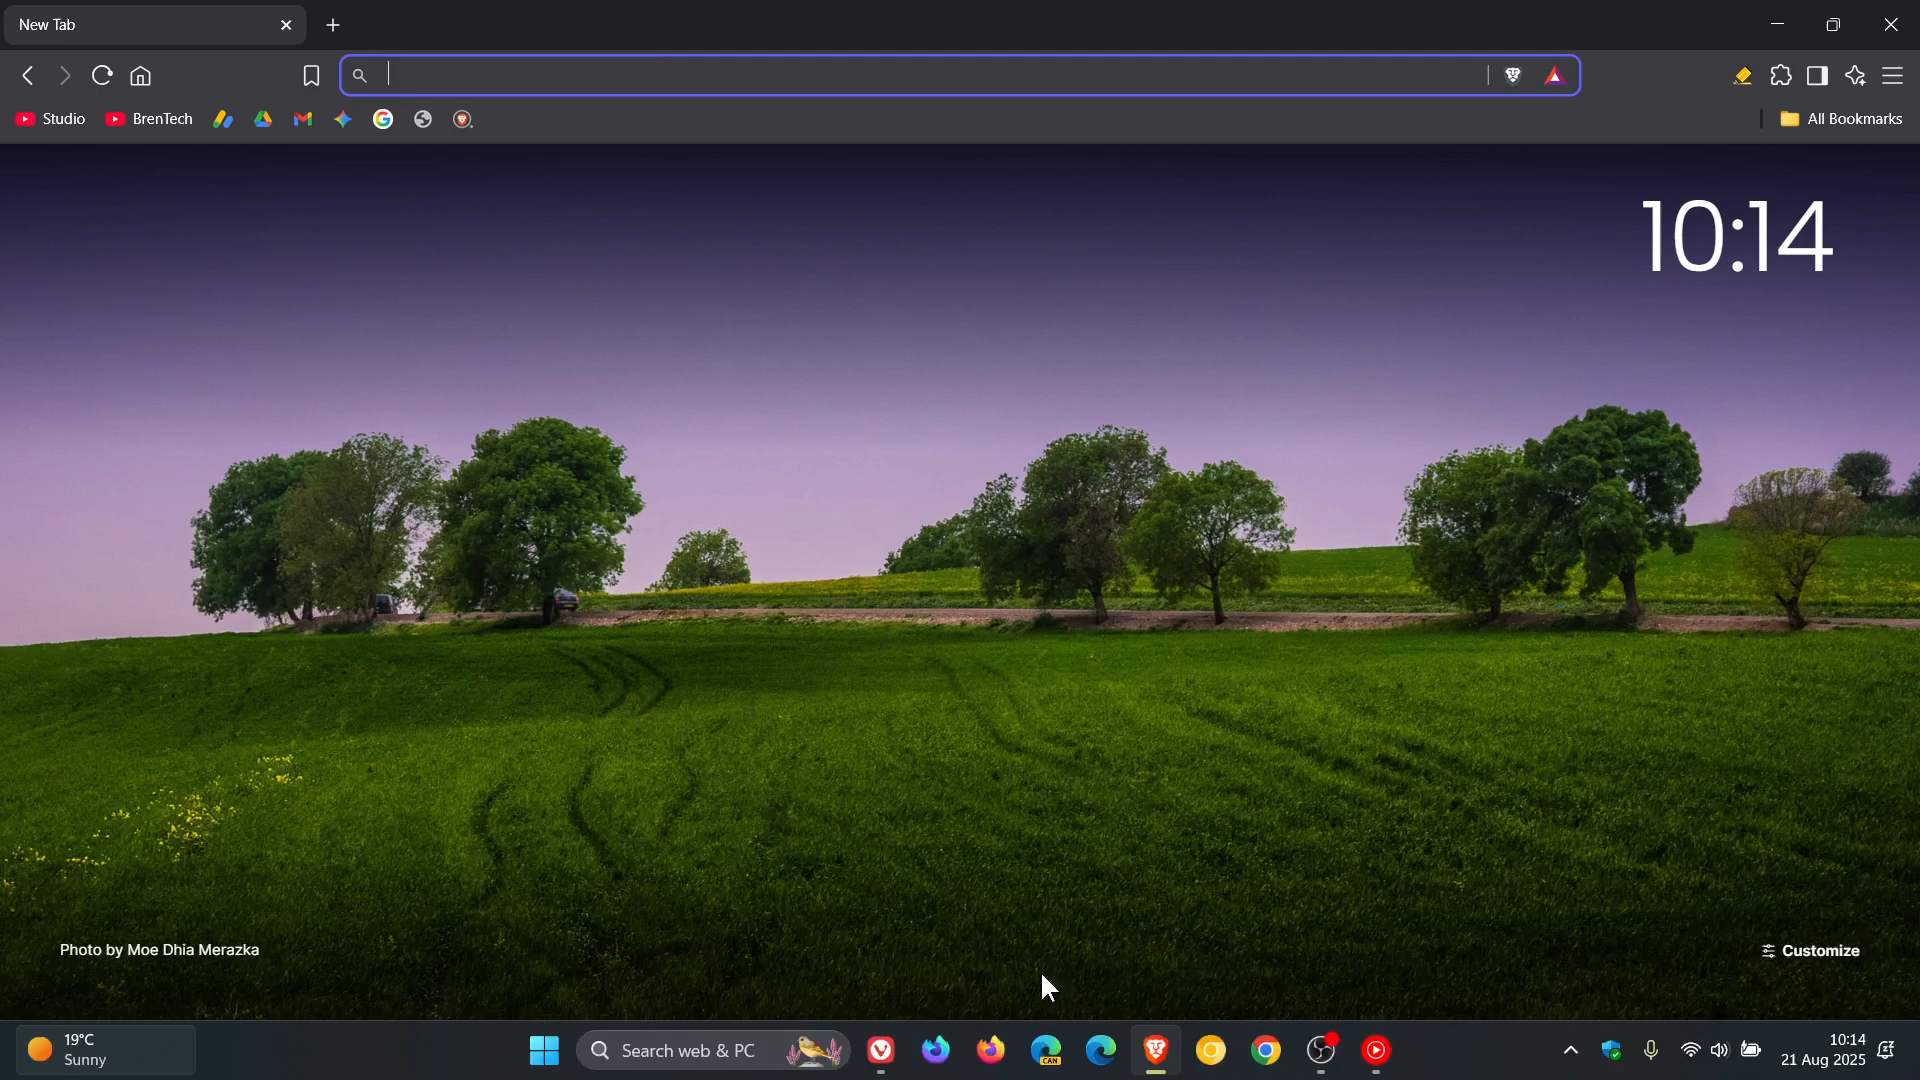 New Tab
Studio
BrenTech
All Bookmarks
10:14
Photo by Moe Dhia Merazka
Customize
19°C
Sunny
Search web & PC
CAN
10:14
21 Aug 2025